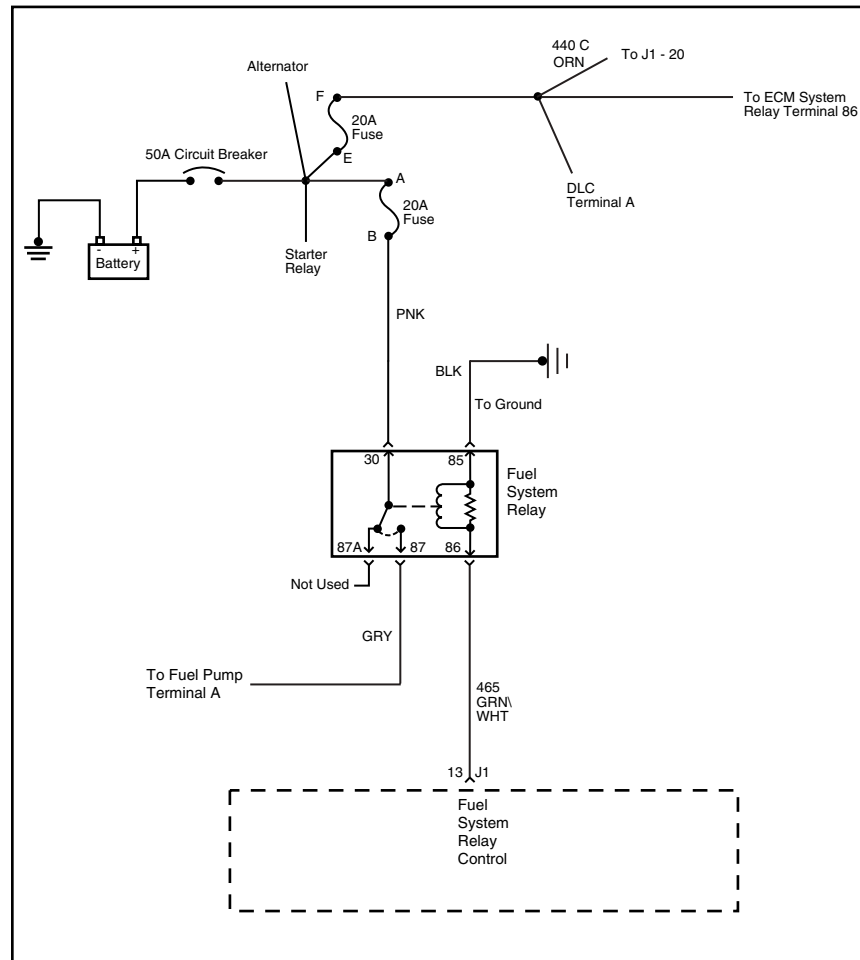 440 C
ORN
To J1 - 20
Alternator
F
To ECM System
Relay Terminal 86
20A
Fuse
50A Circuit Breaker
E
A
DLC
Terminal A
20A
Fuse
B
Starter
Relay
- +
Battery
PNK
BLK
To Ground
30
85
Fuel
System
Relay
87A
87
86
Not Used
GRY
To Fuel Pump
Terminal A
465
GRN\
WHT
13
J1
Fuel
System
Relay
Control